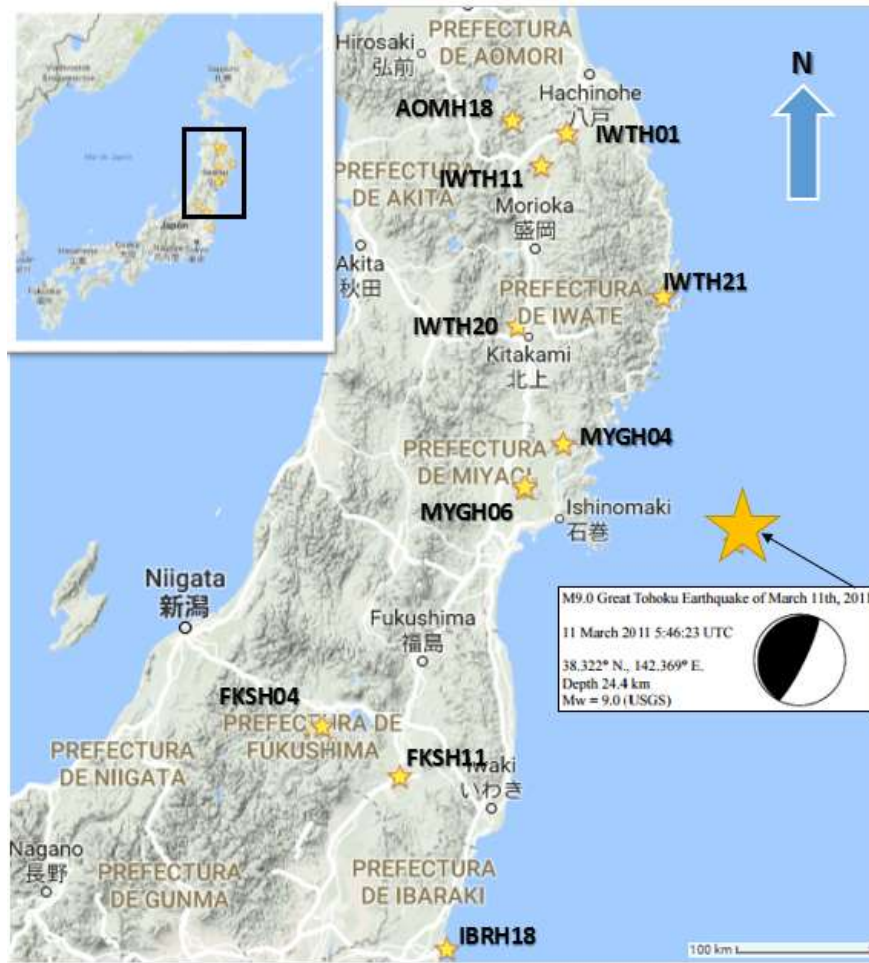 Hirosaki
弘前
PREFECTURA
DE AOMORI
Hachinohe
八戸
N
AOMH18
IWTH01
IWTH11
PREFECTURA
DE AKITA
Morioka
盛岡
Akita
秋田
IWTH21
PREFECTURA
DE IWATE
IWTH20
Kitakami
北上
MYGH04
PREFECTURA
DE MIYAGI
MYGH06
Ishinomaki
石巻
Niigata
新潟
M9.0 Great Tohoku Earthquake of March 11th, 2011
11 March 2011 5:46:23 UTC
38.322° N., 142.369° E.
Depth 24.4 km
Mw = 9.0 (USGS)
Fukushima
福島
FKSH04
PREFECTURA DE
FUKUSHIMA
PREFECTURA
DE NIIGATA
FKSH11
Iwaki
いわき
Nagano
長野
PREFECTURA
DE GUNMA
PREFECTURA
DE IBARAKI
IBRH18
100 km
Sapporo
札幌
Japón